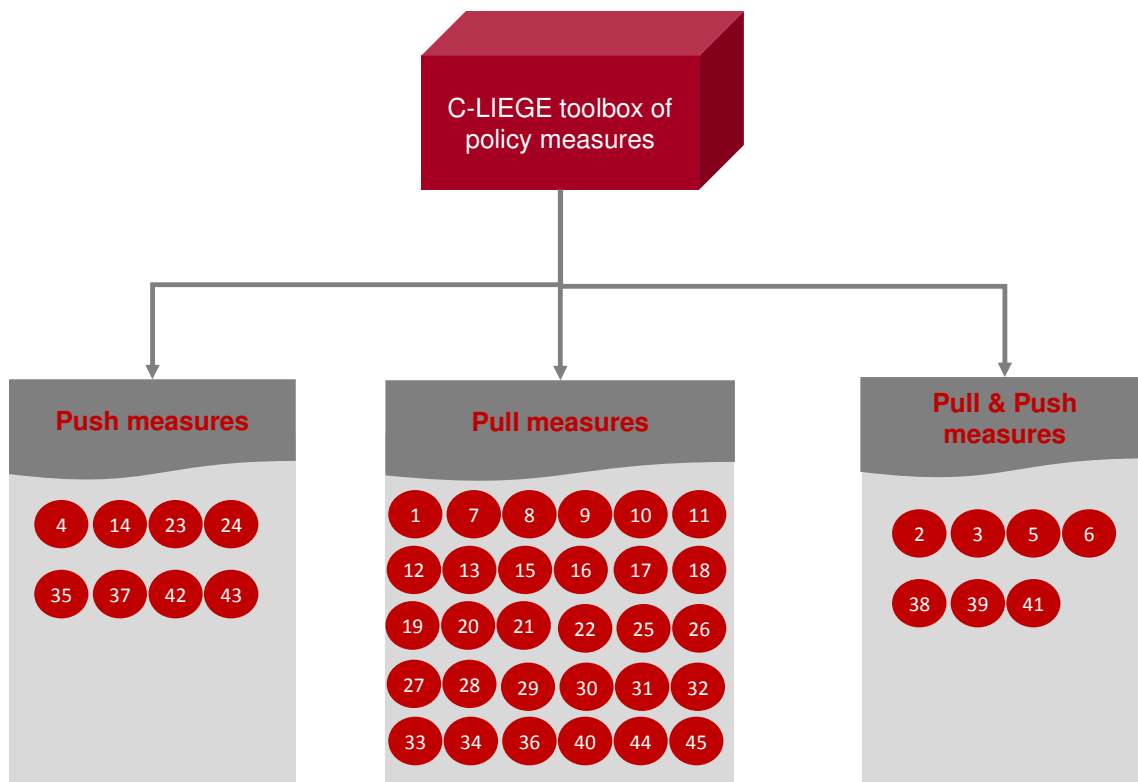 C-LIEGE toolbox of
policy measures
Push measures
4 14 23 24
35 37 42 43
Pull measures
1 7 8 9 10 11
12 13 15 16 17 18
19 20 21 22 25 26
27 28 29 30 31 32
33 34 36 40 44 45
Pull & Push
measures
2 3 5 6
38 39 41